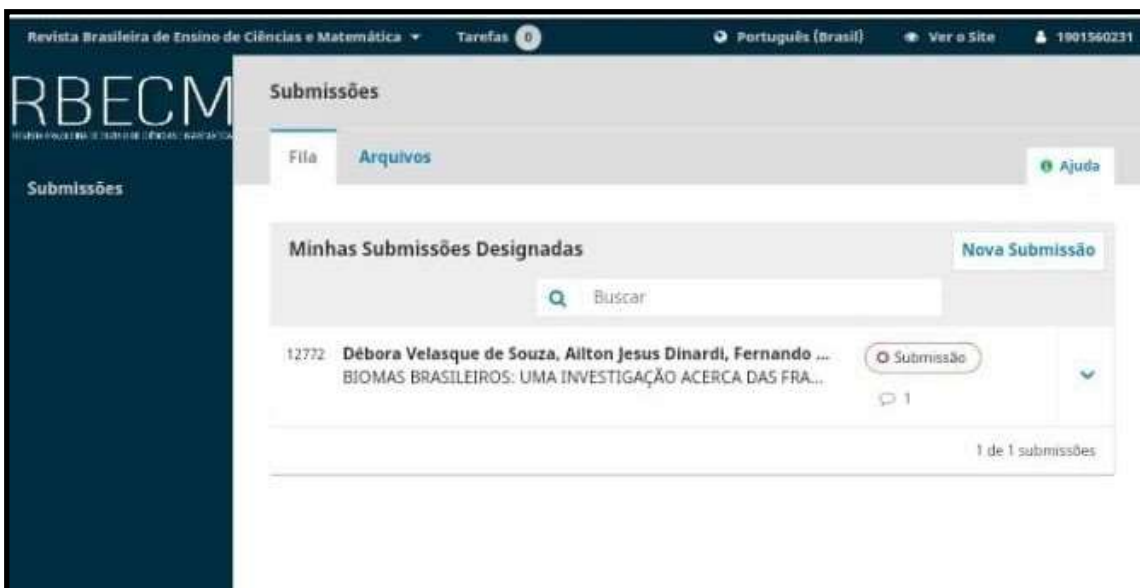 Revista Brasileira de Ensino de Ciências e Matemática Tarefas 0 Português (Brasil) Ver o Site 1901560231
RBECM
Submissões
Submissões
Fila Arquivos
Ajuda
Minhas Submissões Designadas Nova Submissão
Buscar
12772 Débora Velasque de Souza, Ailton Jesus Dinardi, Fernando ... Submissão
BIOMAS BRASILEIROS: UMA INVESTIGAÇÃO ACERCA DAS FRA...
1
1 de 1 submissões